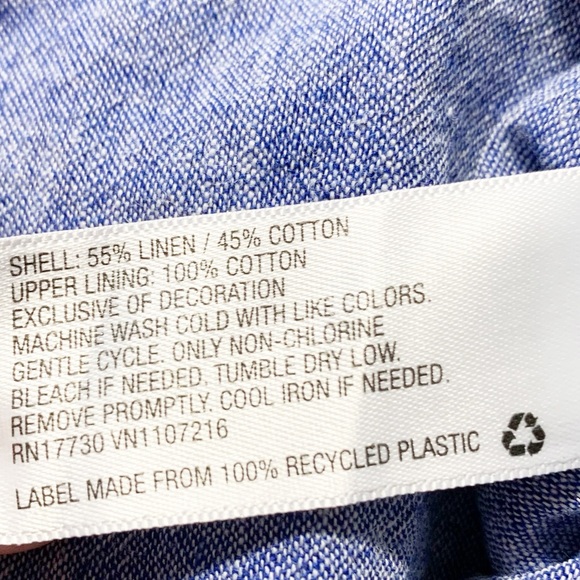 SHELL: 55% LINEN / 45% COTTON
UPPER LINING: 100% COTTON
EXCLUSIVE OF DECORATION
MACHINE WASH COLD WITH LIKE COLORS.
GENTLE CYCLE. ONLY NON-CHLORINE
BLEACH IF NEEDED. TUMBLE DRY LOW.
REMOVE PROMPTLY. COOL IRON IF NEEDED.
RN17730 VN1107216
LABEL MADE FROM 100% RECYCLED PLASTIC